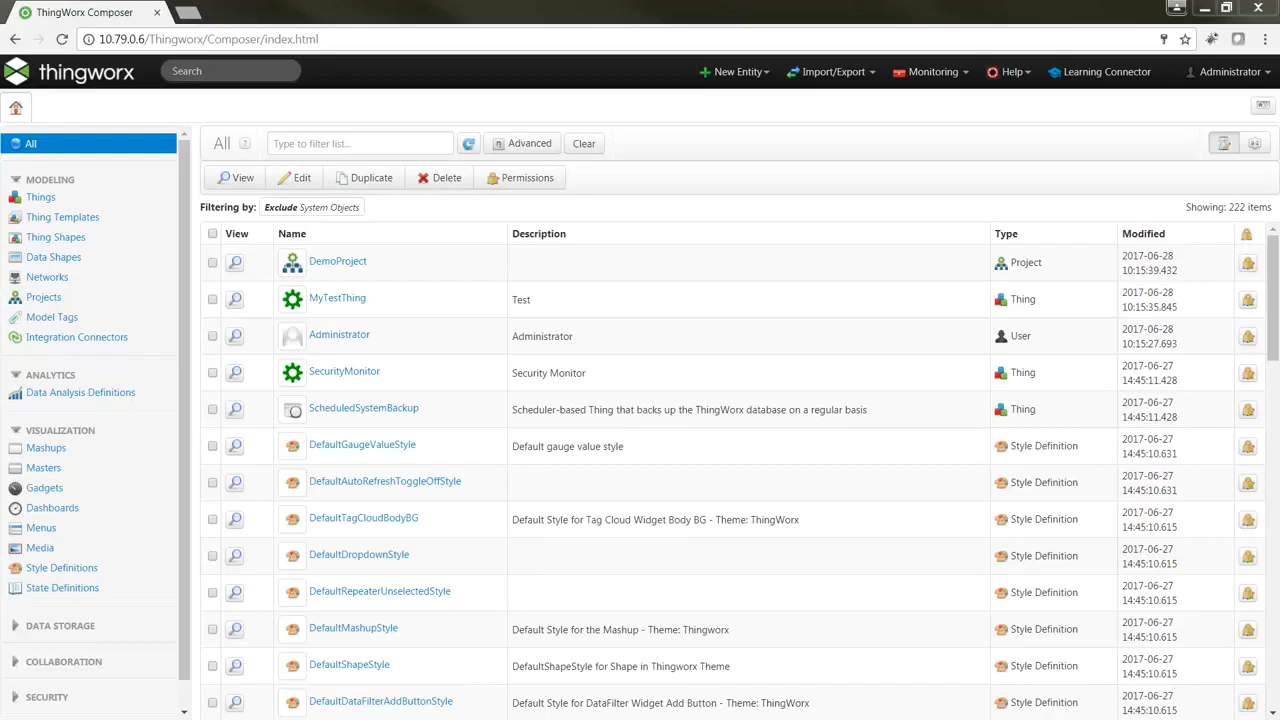 ThingWorx Composer
10.79.0.6/Thingworx/Composer/index.html
thingworx
Search
New Entity
Import/Export
Monitoring
Help
Learning Connector
Administrator
All
MODELING
Things
Thing Templates
Thing Shapes
Data Shapes
Networks
Projects
Model Tags
Integration Connectors
ANALYTICS
Data Analysis Definitions
VISUALIZATION
Mashups
Masters
Gadgets
Dashboards
Menus
Media
Style Definitions
State Definitions
DATA STORAGE
COLLABORATION
SECURITY
All ?
Type to filter list...
Advanced
Clear
View
Edit
Duplicate
Delete
Permissions
Filtering by: Exclude System Objects
Showing: 222 items
View Name Description Type Modified
DemoProject Project 2017-06-28
10:15:39.432
MyTestThing Test Thing 2017-06-28
10:15:35.845
Administrator Administrator User 2017-06-28
10:15:27.693
SecurityMonitor Security Monitor Thing 2017-06-27
14:45:11.428
ScheduledSystemBackup Scheduler-based Thing that backs up the ThingWorx database on a regular basis Thing 2017-06-27
14:45:11.428
DefaultGaugeValueStyle Default gauge value style Style Definition 2017-06-27
14:45:10.631
DefaultAutoRefreshToggleOffStyle Style Definition 2017-06-27
14:45:10.631
DefaultTagCloudBodyBG Default Style for Tag Cloud Widget Body BG - Theme: ThingWorx Style Definition 2017-06-27
14:45:10.615
DefaultDropdownStyle Style Definition 2017-06-27
14:45:10.615
DefaultRepeaterUnselectedStyle Style Definition 2017-06-27
14:45:10.615
DefaultMashupStyle Default Style for the Mashup - Theme: Thingworx Style Definition 2017-06-27
14:45:10.615
DefaultShapeStyle DefaultShapeStyle for Shape in Thingworx Theme Style Definition 2017-06-27
14:45:10.615
DefaultDataFilterAddButtonStyle Default Style for DataFilter Widget Add Button - Theme: ThingWorx Style Definition 2017-06-27
14:45:10.615